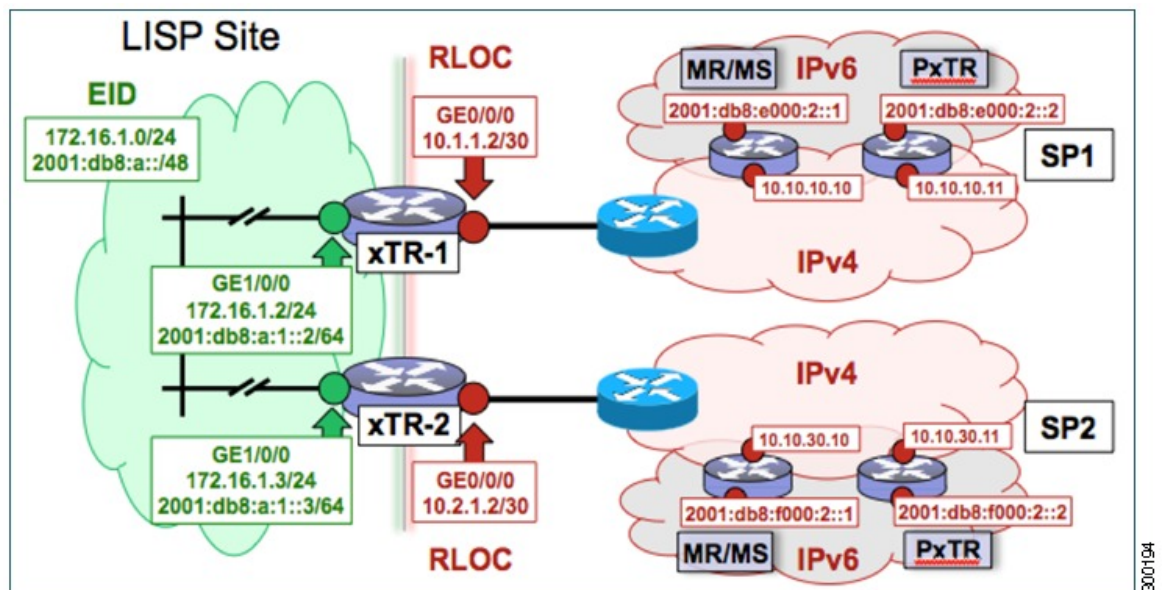 LISP Site
EID
172.16.1.0/24
2001:db8:a::/48
RLOC
GE0/0/0
10.1.1.2/30
MR/MS
IPv6
PxTR
2001:db8:e000:2::1
2001:db8:e000:2::2
SP1
10.10.10.10
10.10.10.11
IPv4
xTR-1
GE1/0/0
172.16.1.2/24
2001:db8:a:1::2/64
IPv4
xTR-2
10.10.30.10
10.10.30.11
SP2
GE1/0/0
172.16.1.3/24
2001:db8:a:1::3/64
GE0/0/0
10.2.1.2/30
2001:db8:f000:2::1
2001:db8:f000:2::2
RLOC
MR/MS
IPv6
PxTR
300194